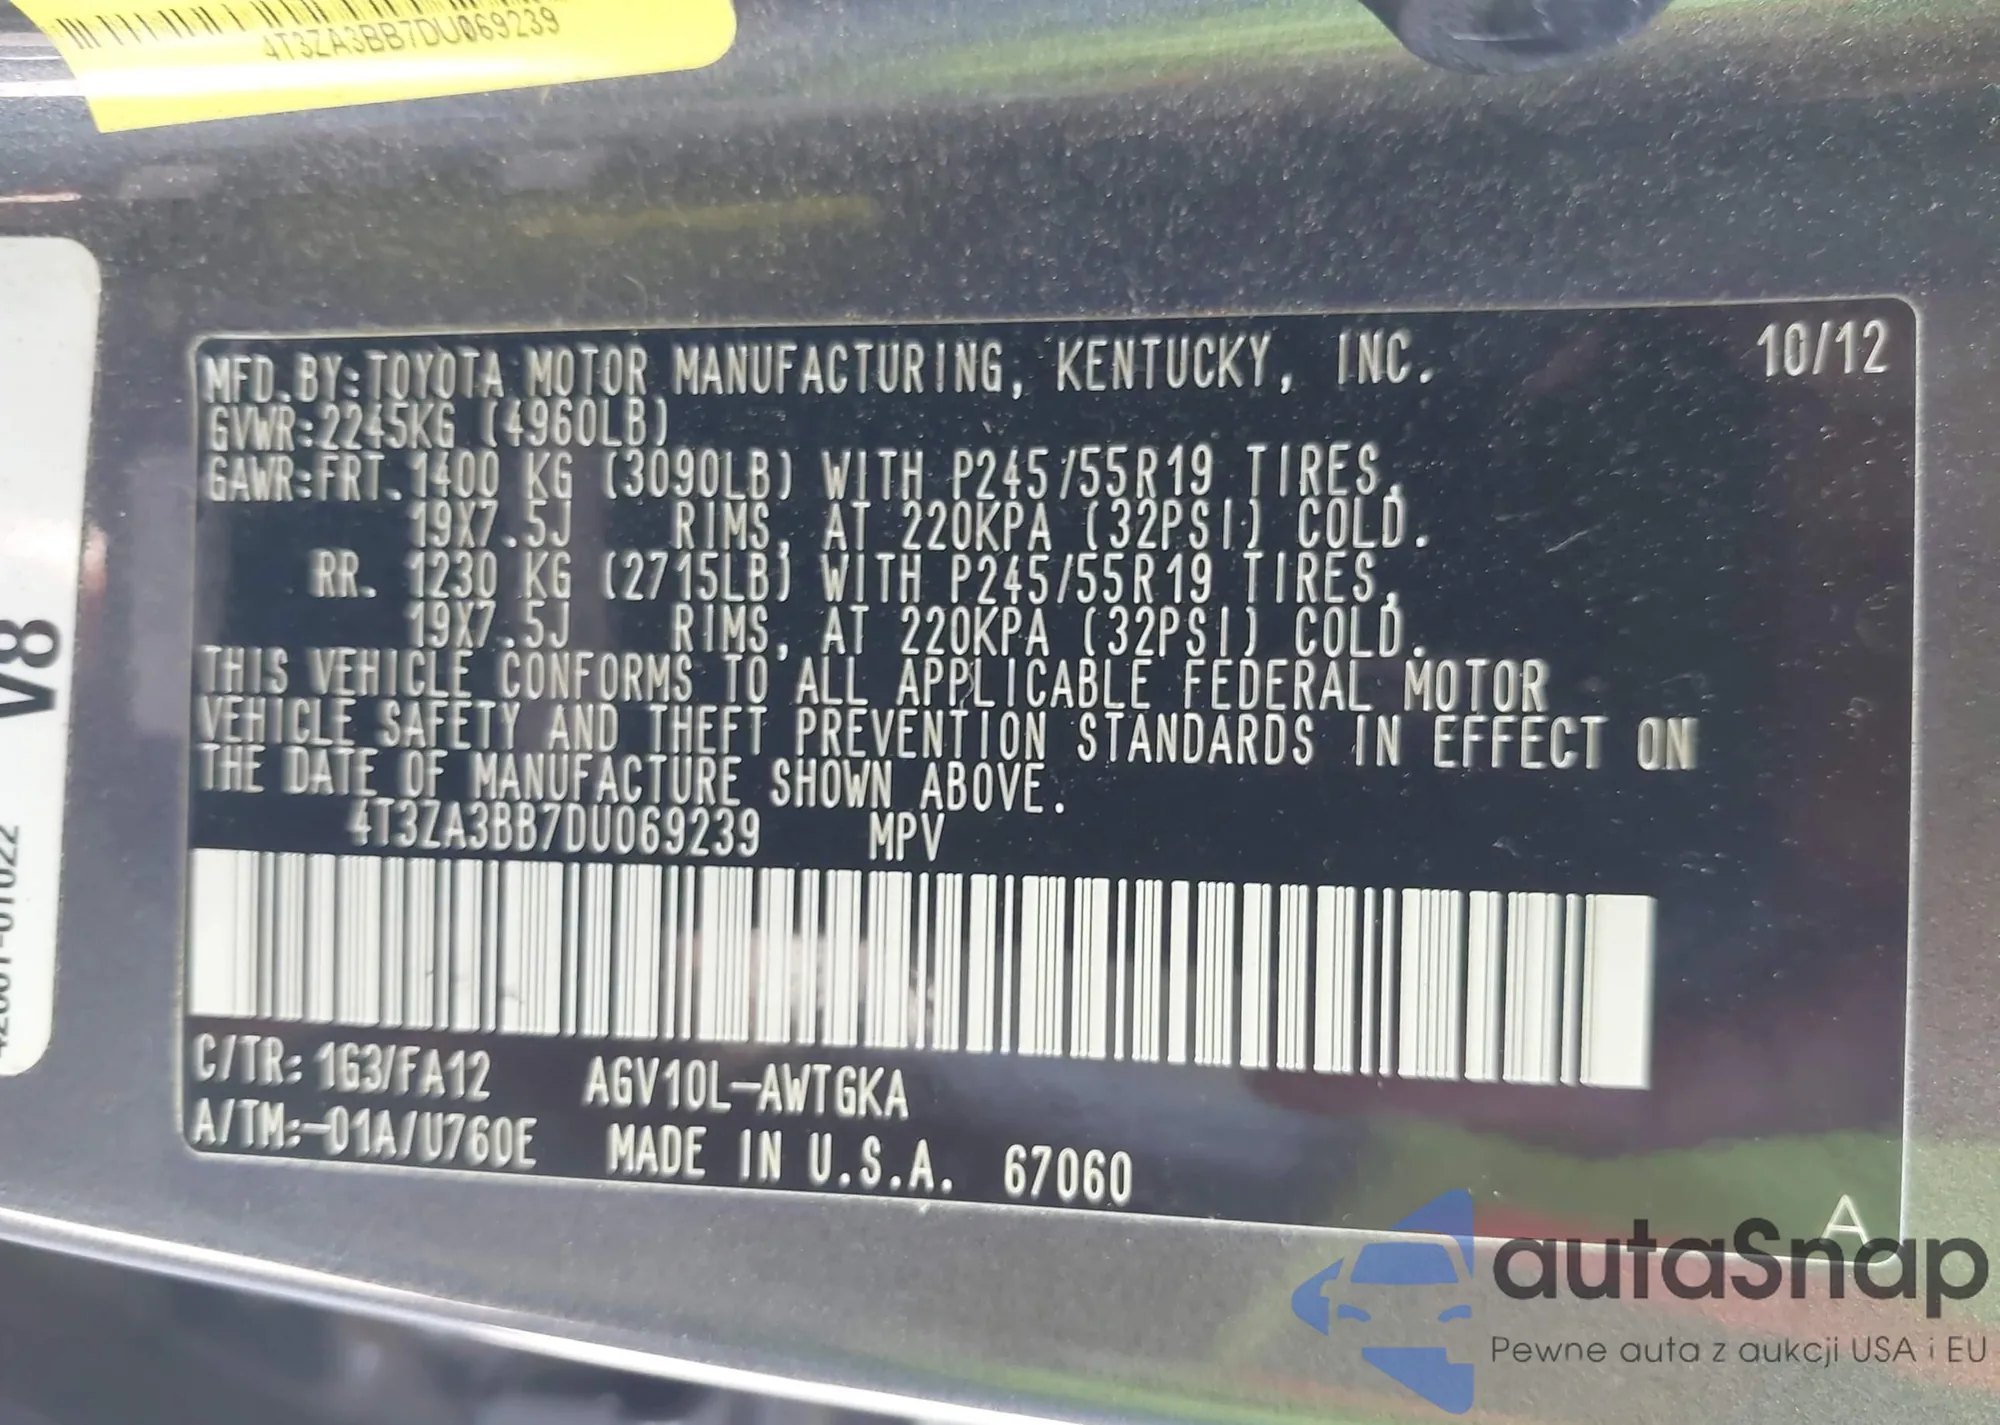 4T3ZA3BB7DU069239
MFD.BY:TOYOTA MOTOR MANUFACTURING, KENTUCKY, INC. 10/12
GVWR:2245KG (4960LB)
GAWR:FRT. 1400 KG (3090LB) WITH P245/55R19 TIRES,
19X7.5J RIMS, AT 220KPA (32PSI) COLD.
RR. 1230 KG (2715LB) WITH P245/55R19 TIRES,
19X7.5J RIMS, AT 220KPA (32PSI) COLD.
THIS VEHICLE CONFORMS TO ALL APPLICABLE FEDERAL MOTOR
VEHICLE SAFETY AND THEFT PREVENTION STANDARDS IN EFFECT ON
THE DATE OF MANUFACTURE SHOWN ABOVE.
4T3ZA3BB7DU069239 MPV
C/TR: 1G3/FA12 AGV10L-AWTGKA
A/TM:-01A/U760E MADE IN U.S.A. 67060
A
V8
autaSnap
Pewne auta z aukcji USA i EU